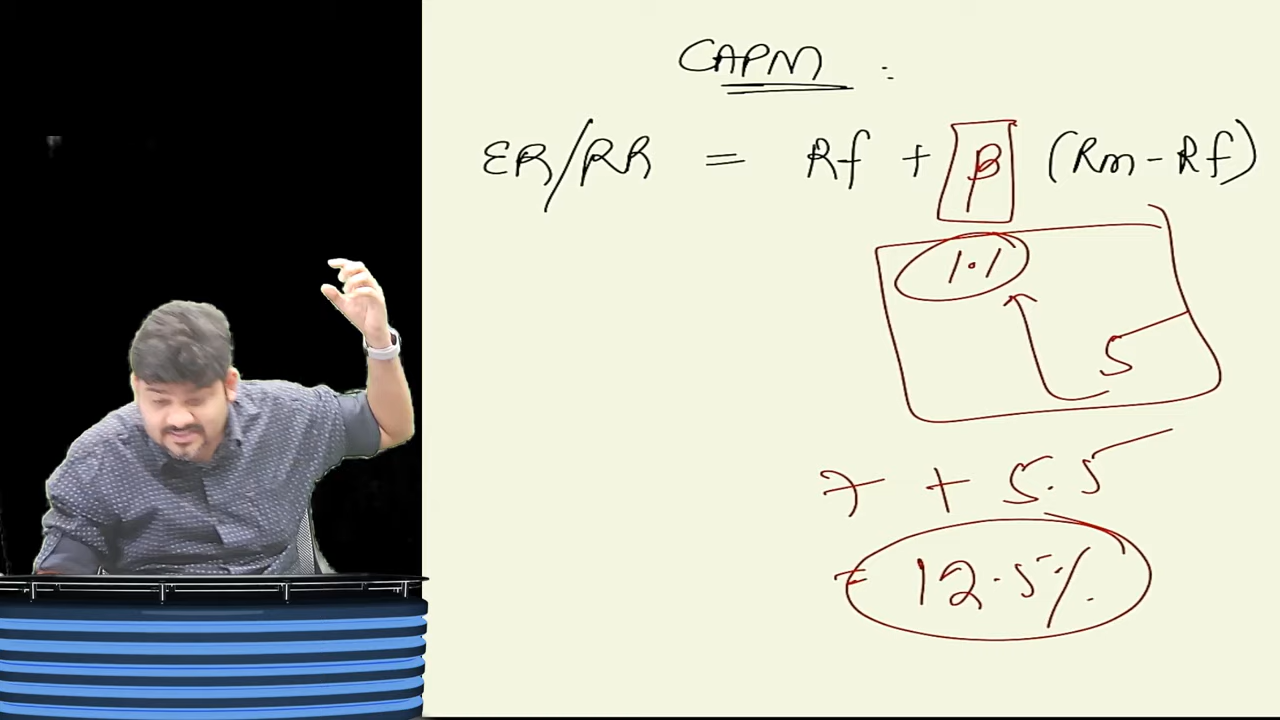 CAPM :
ER/RR = Rf + β (Rm - Rf)
1.1
5
7 + 5.5
= 12.5%